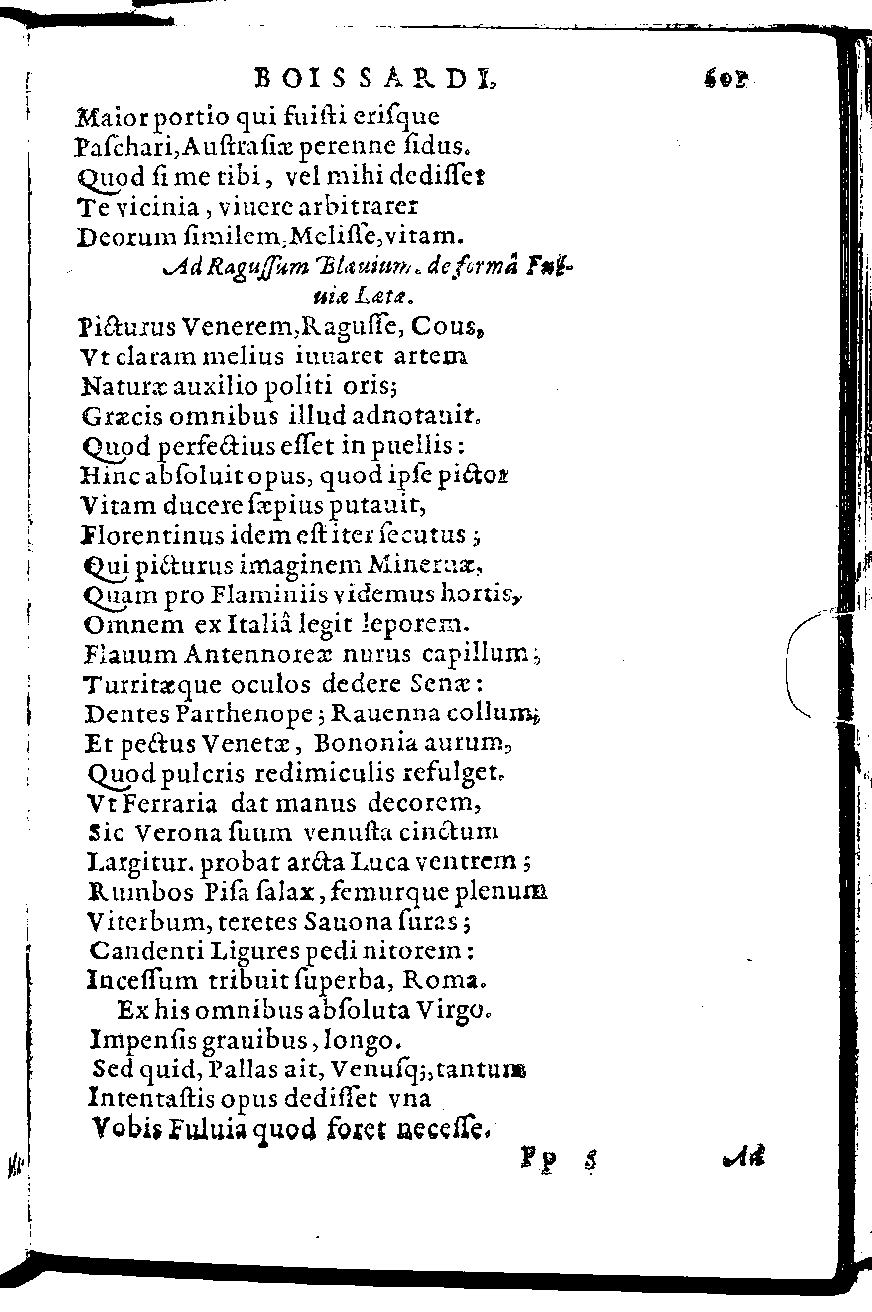 BOISSARDI. 601
Maior portio qui fuiſti eriſque
Paſchari, Auſtraſiæ perenne ſidus.
Quod ſi me tibi, vel mihi dediſſet
Te vicinia, viuere arbitrarer
Deorum ſimilem, Meliſſe, vitam.
Ad Raguſſum Blauium. de formâ Ful-
uiæ Lætæ.
Picturus Venerem, Raguſſe, Cous,
Vt claram melius iuuaret artem
Naturæ auxilio politi oris;
Græcis omnibus illud adnotauit.
Quod perfectius eſſet in puellis:
Hinc abſoluit opus, quod ipſe pictor
Vitam ducere ſæpius putauit,
Florentinus idem eſt iter ſecutus;
Qui picturus imaginem Mineruæ,
Quam pro Flaminiis videmus hortis,
Omnem ex Italiâ legit leporem.
Flauum Antennoreæ nurus capillum;
Turritæque oculos dedere Senæ:
Dentes Parthenope; Rauenna collum;
Et pectus Venetæ, Bononia aurum,
Quod pulcris redimiculis refulget.
Vt Ferraria dat manus decorem,
Sic Verona ſuum venuſta cinctum
Largitur. probat arcta Luca ventrem;
Rumbos Piſa ſalax, femurque plenum
Viterbum, teretes Sauona ſuras;
Candenti Ligures pedi nitorem:
Inceſſum tribuit ſuperba, Roma.
Ex his omnibus abſoluta Virgo.
Impenſis grauibus, longo.
Sed quid, Pallas ait, Venuſq;, tantum
Intentaſtis opus dediſſet vna
Vobis Fuluia quod foret neceſſe.
Pp 5 Ad